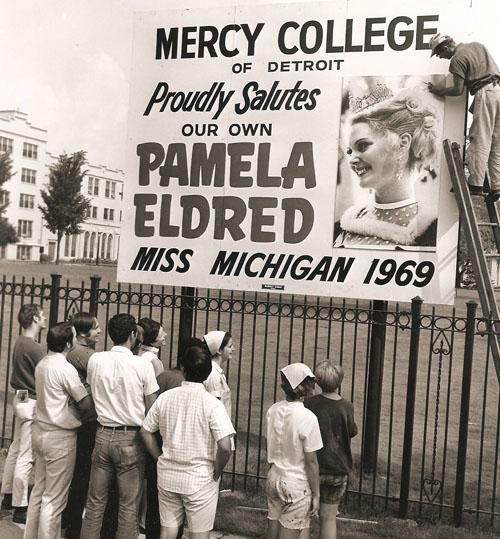 MERCY COLLEGE
OF DETROIT
Proudly Salutes
OUR OWN
PAMELA
ELDRED
MISS MICHIGAN 1969